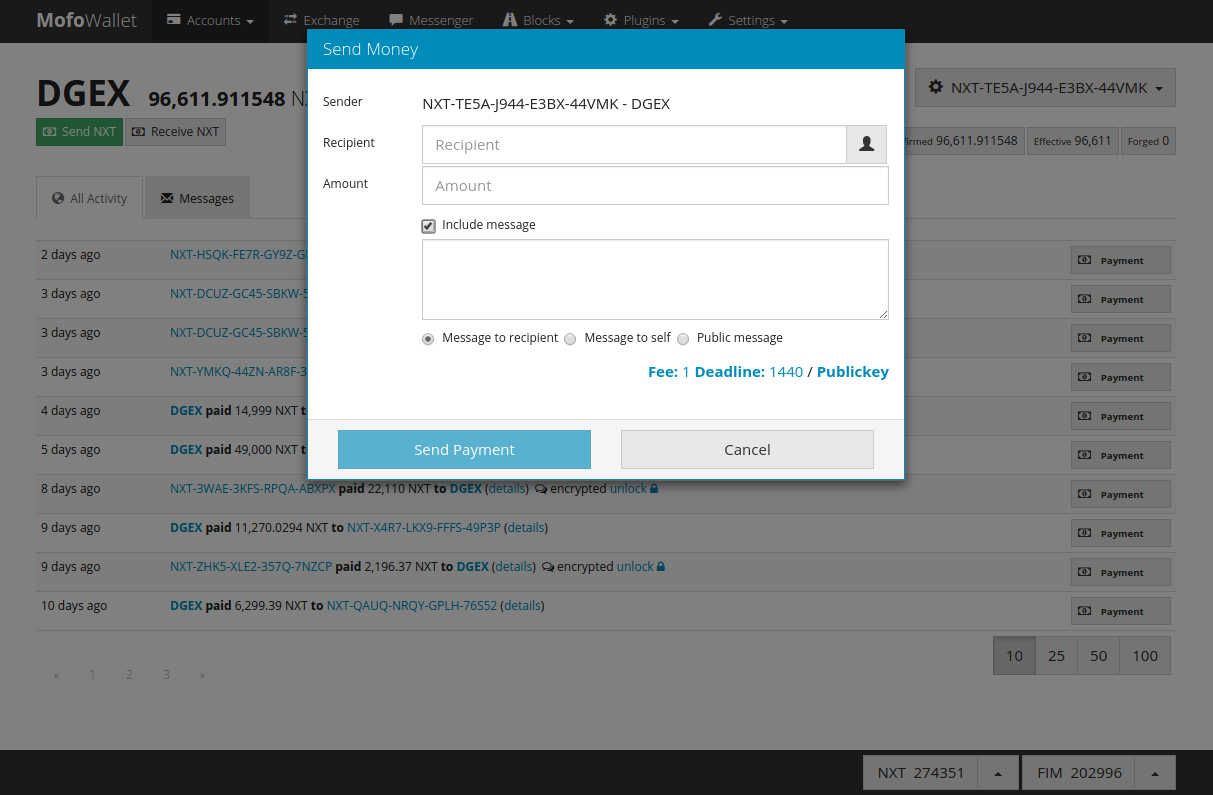 MofoWallet Accounts Exchange Messenger Blocks Plugins Settings
Send Money
DGEX 96,611.911548
NXT-TE5A-J944-E3BX-44VMK
Send NXT Receive NXT
96,611.911548 Effective 96,611 Forged 0
All Activity Messages
Sender NXT-TE5A-J944-E3BX-44VMK - DGEX
Recipient Recipient
Amount Amount
Include message
Message to recipient Message to self Public message
Fee: 1 Deadline: 1440 / Publickey
Send Payment Cancel
2 days ago NXT-HSQK-FE7R-GY9Z- Payment
3 days ago NXT-DCUZ-GC45-SBKW- Payment
3 days ago NXT-DCUZ-GC45-SBKW- Payment
3 days ago NXT-YMKQ-44ZN-AR8F-3 Payment
4 days ago DGEX paid 14,999 NXT Payment
5 days ago DGEX paid 49,000 NXT Payment
8 days ago NXT-3WAE-3KFS-RPQA-ABXPX paid 22,110 NXT to DGEX (details) encrypted unlock Payment
9 days ago DGEX paid 11,270.0294 NXT to NXT-X4R7-LKX9-FFFS-49P3P (details) Payment
9 days ago NXT-ZHK5-XLE2-357Q-7NZCP paid 2,196.37 NXT to DGEX (details) encrypted unlock Payment
10 days ago DGEX paid 6,299.39 NXT to NXT-QAUQ-NRQY-GPLH-76S52 (details) Payment
« 1 2 3 »
10 25 50 100
NXT 274351 FIM 202996